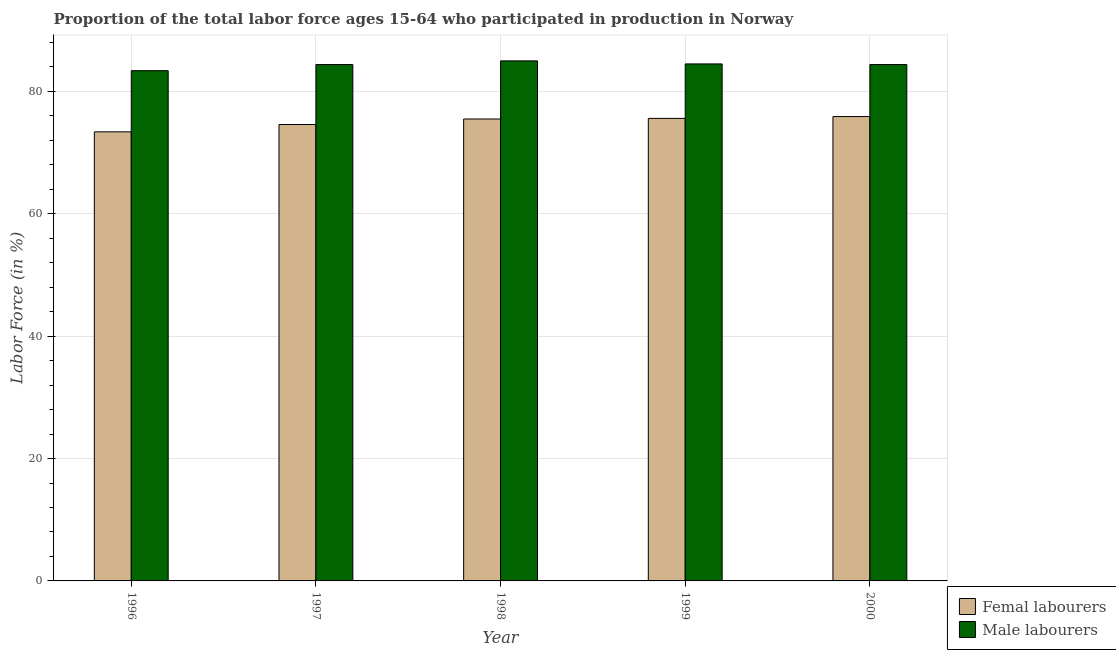 Proportion of the total labor force ages 15-64 who participated in production in Norway
Labor Force (in %)
80
60
40
20
0
1996
1997
1998
1999
2000
Year
Femal labourers
Male labourers